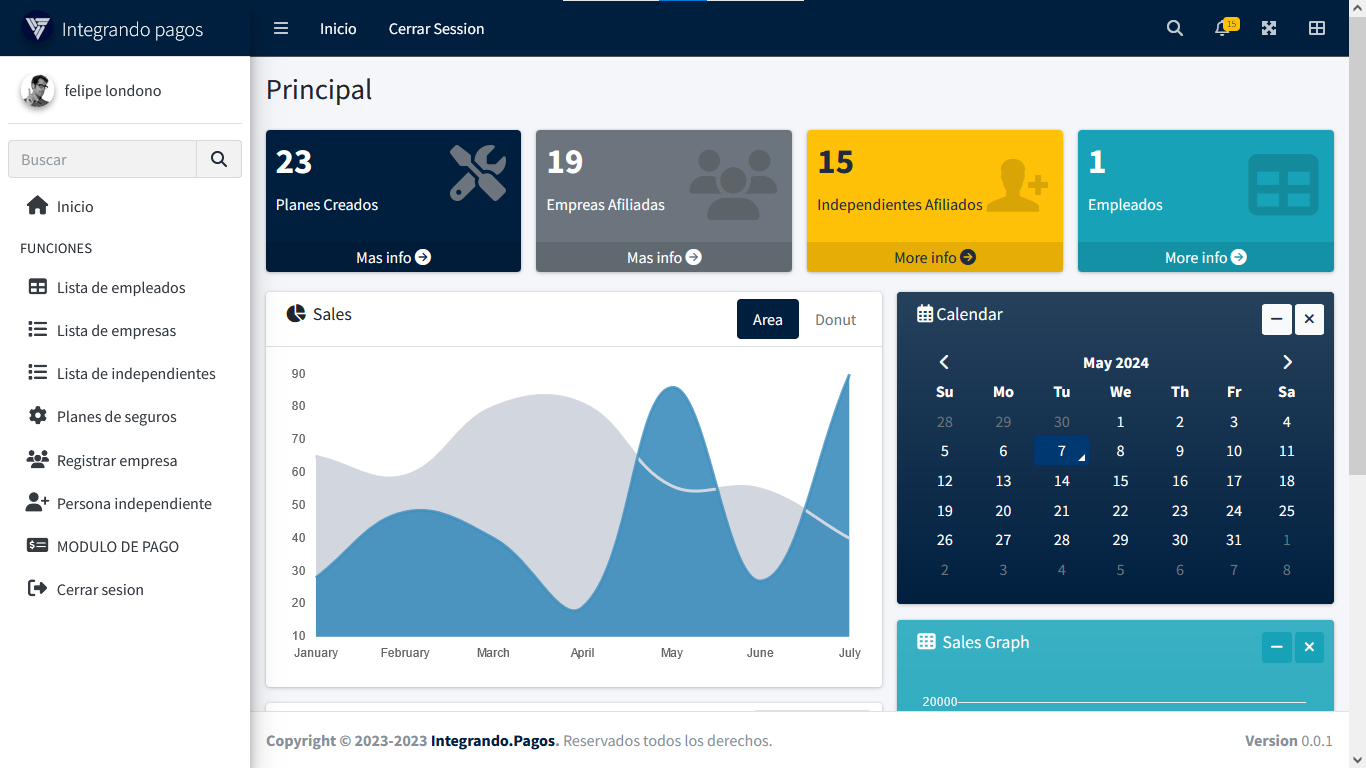 Integrando pagos
Inicio
Cerrar Session
15
felipe londono
Buscar
Inicio
FUNCIONES
Lista de empleados
Lista de empresas
Lista de independientes
Planes de seguros
Registrar empresa
Persona independiente
MODULO DE PAGO
Cerrar sesion
Principal
23
Planes Creados
Mas info
19
Empreas Afiliadas
Mas info
15
Independientes Afiliados
More info
1
Empleados
More info
Sales
Area
Donut
90
80
70
60
50
40
30
20
10
January February March April May June July
Calendar
May 2024
Su Mo Tu We Th Fr Sa
28 29 30 1 2 3 4
5 6 7 8 9 10 11
12 13 14 15 16 17 18
19 20 21 22 23 24 25
26 27 28 29 30 31 1
2 3 4 5 6 7 8
Sales Graph
20000
Copyright © 2023-2023 Integrando.Pagos. Reservados todos los derechos.
Version 0.0.1